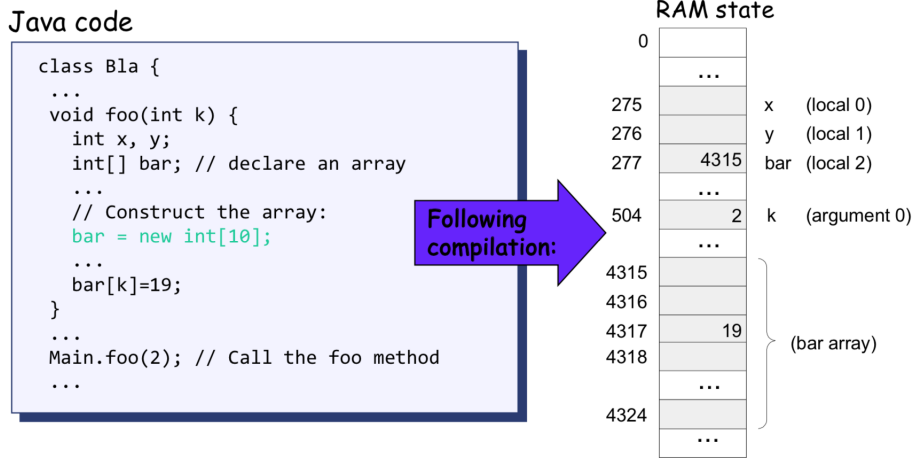 Java code
class Bla {
...
void foo(int k) {
int x, y;
int[] bar; // declare an array
...
// Construct the array:
bar = new int[10];
...
bar[k]=19;
}
...
Main.foo(2); // Call the foo method
...
Following
compilation:
RAM state
0
...
275 x (local 0)
276 y (local 1)
277 4315 bar (local 2)
...
504 2 k (argument 0)
...
4315
4316
4317 19
(bar array)
4318
...
4324
...